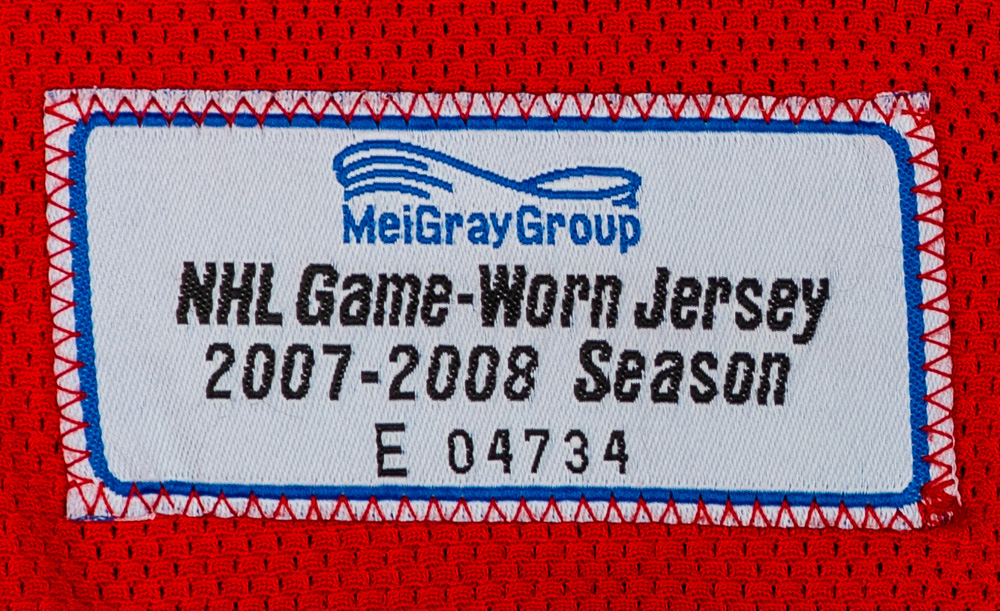 MeiGrayGroup
NHL Game-Worn Jersey
2007-2008 Season
E 04734